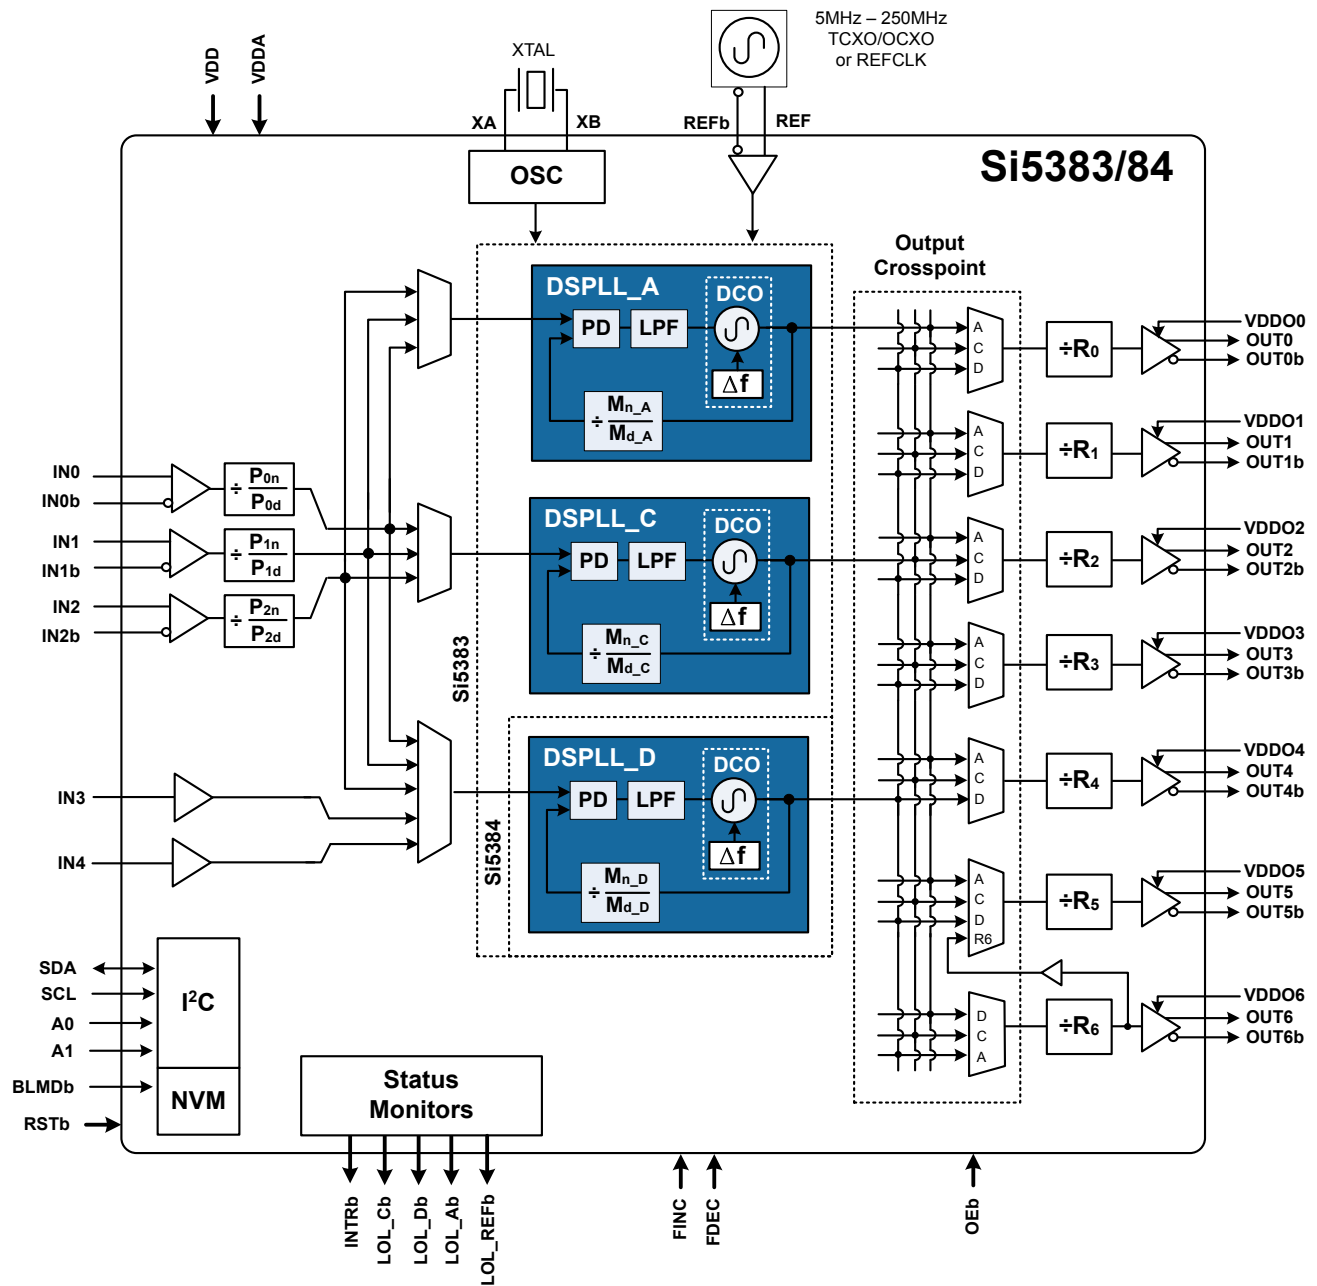 5MHz – 250MHz
TCXO/OCXO
or REFCLK
VDD
VDDA
XTAL
XA
XB
REFb
REF
Si5383/84
OSC
Output
Crosspoint
DSPLL_A
DCO
PD
LPF
Δf
÷ Mn_A
Md_A
A
C
D
÷R0
VDDO0
OUT0
OUT0b
A
C
D
÷R1
VDDO1
OUT1
OUT1b
IN0
IN0b
÷ P0n
P0d
IN1
IN1b
÷ P1n
P1d
IN2
IN2b
÷ P2n
P2d
DSPLL_C
DCO
PD
LPF
Δf
÷ Mn_C
Md_C
A
C
D
÷R2
VDDO2
OUT2
OUT2b
Si5383
A
C
D
÷R3
VDDO3
OUT3
OUT3b
DSPLL_D
DCO
PD
LPF
Δf
÷ Mn_D
Md_D
Si5384
IN3
IN4
A
C
D
÷R4
VDDO4
OUT4
OUT4b
A
C
D
R6
÷R5
VDDO5
OUT5
OUT5b
D
C
A
÷R6
VDDO6
OUT6
OUT6b
SDA
SCL
A0
A1
BLMDb
RSTb
I2C
NVM
Status
Monitors
INTRb
LOL_Cb
LOL_Db
LOL_Ab
LOL_REFb
FINC
FDEC
OEb